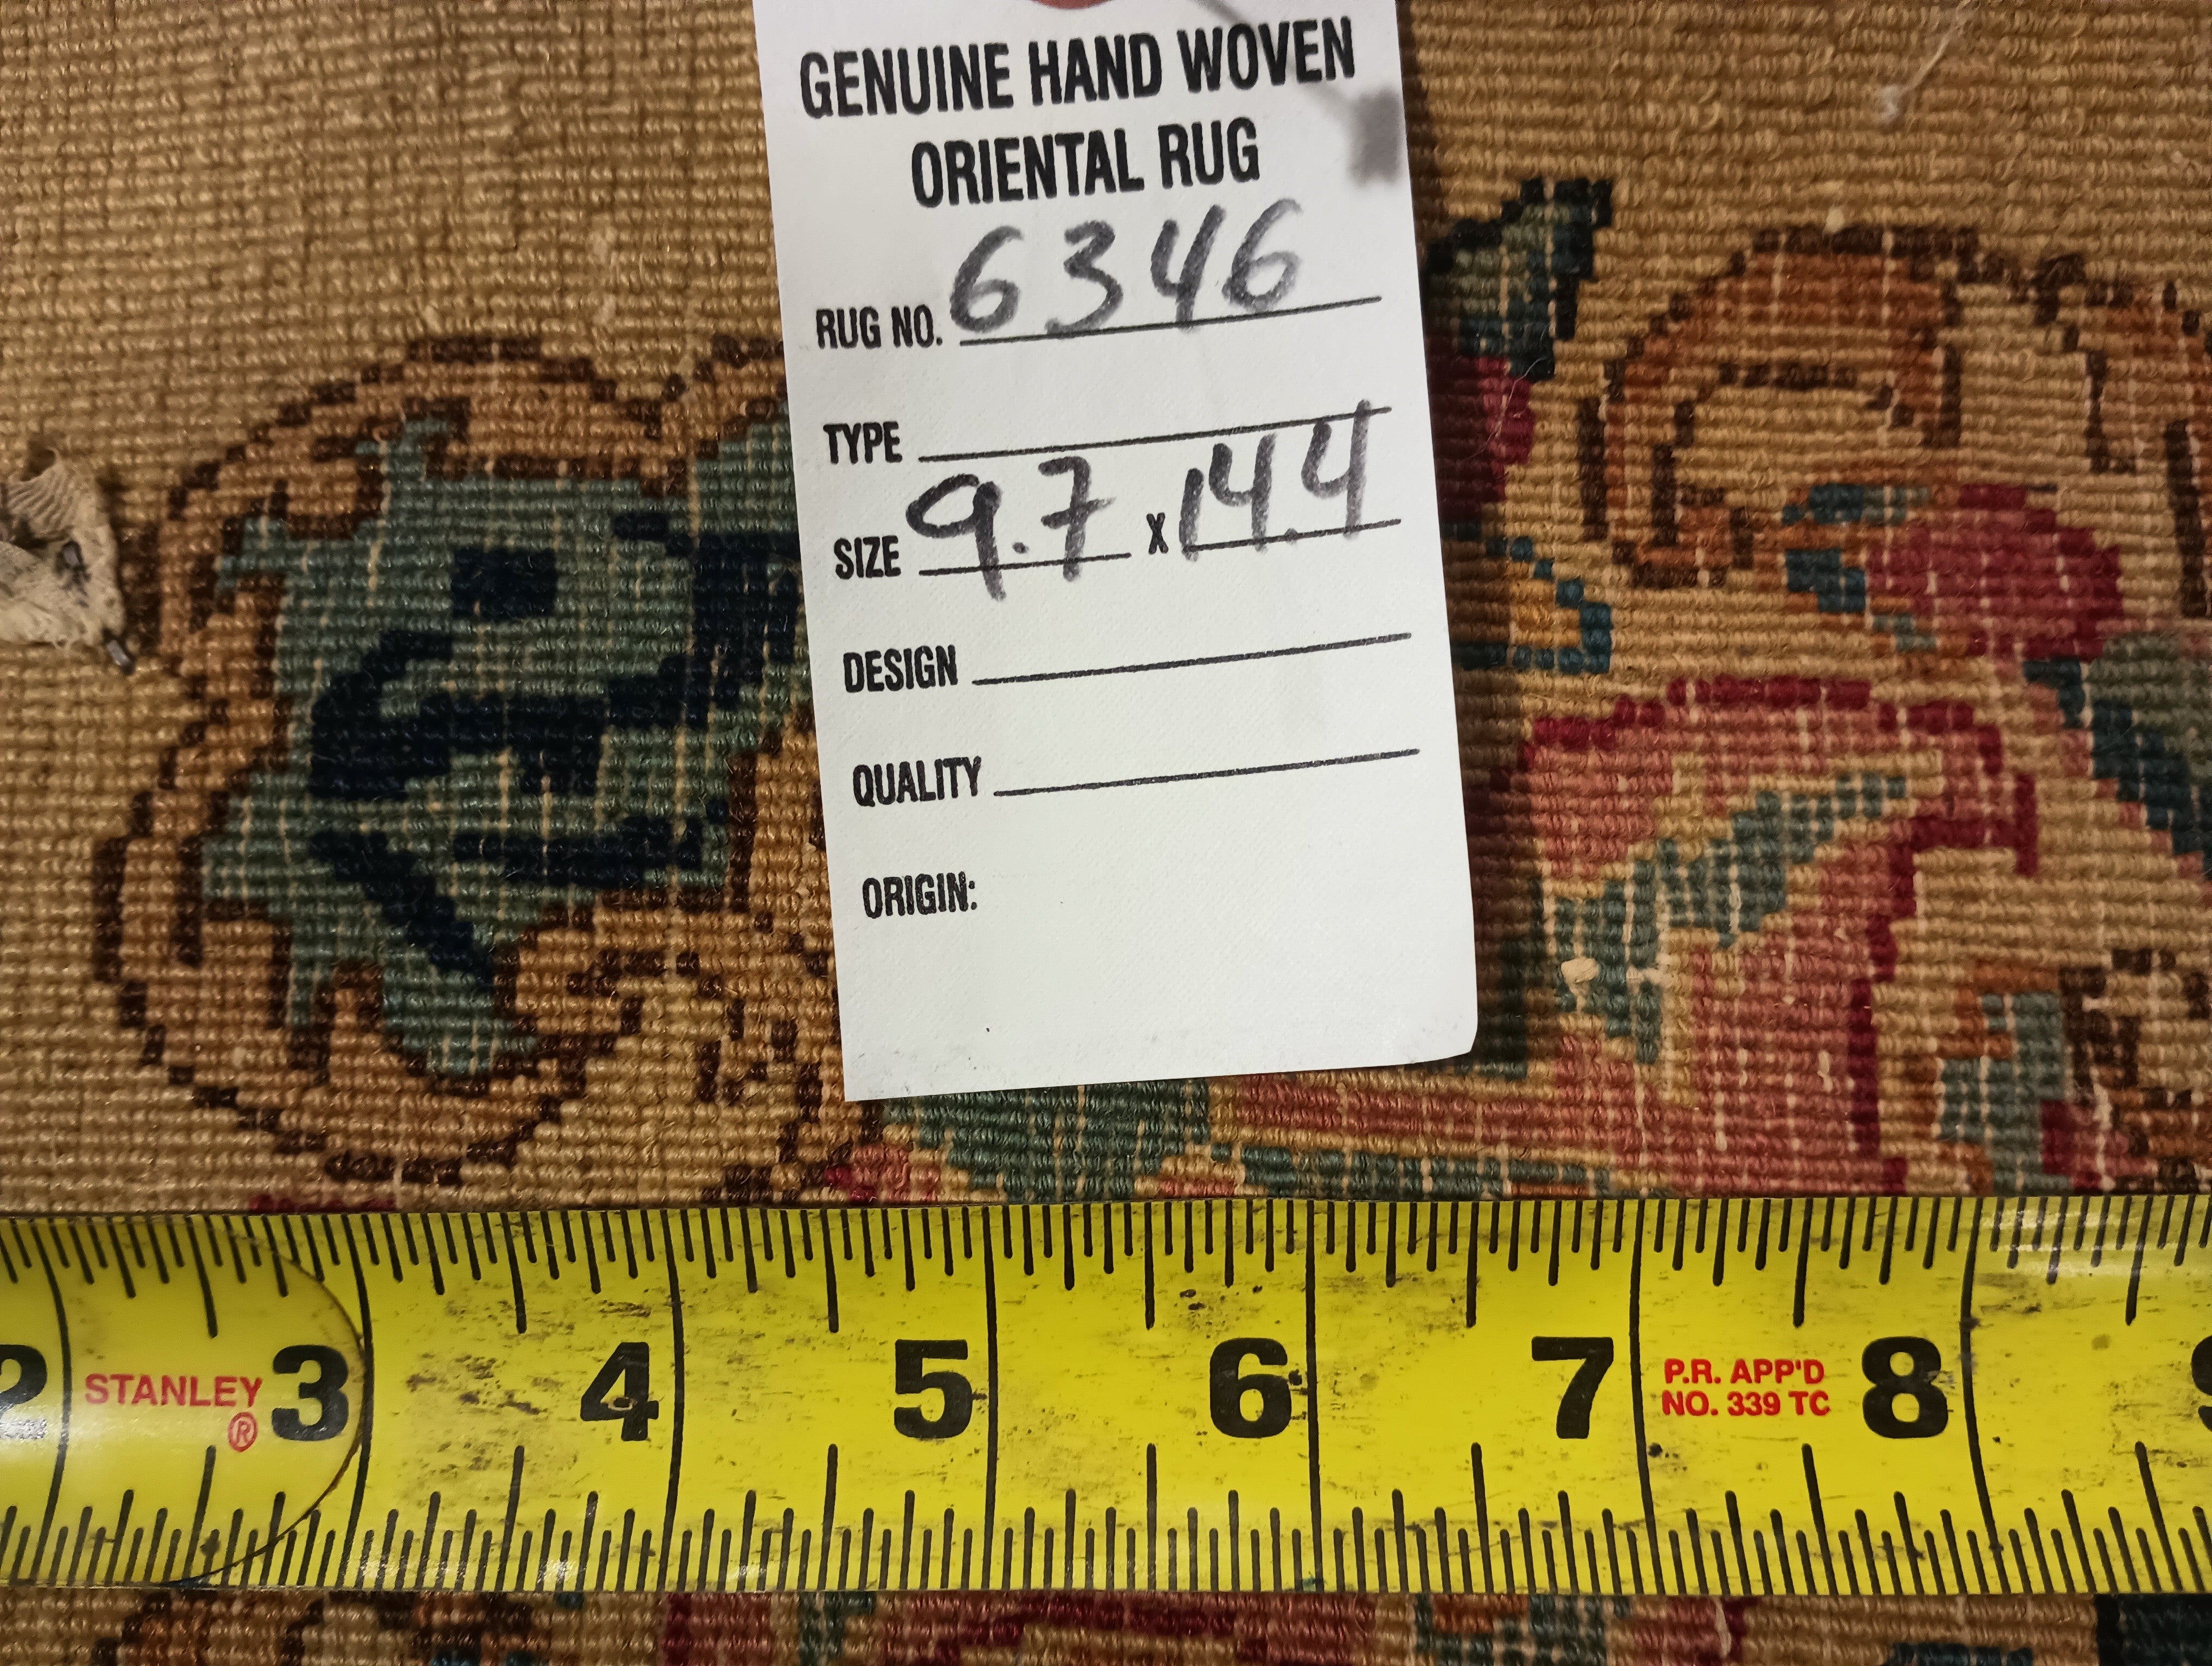 GENUINE HAND WOVEN
ORIENTAL RUG
RUG NO. 6346
TYPE
SIZE 9.7 x 14.4
DESIGN
QUALITY
ORIGIN:
2 STANLEY® 3 4 5 6 7 P.R. APP'D NO. 339 TC 8